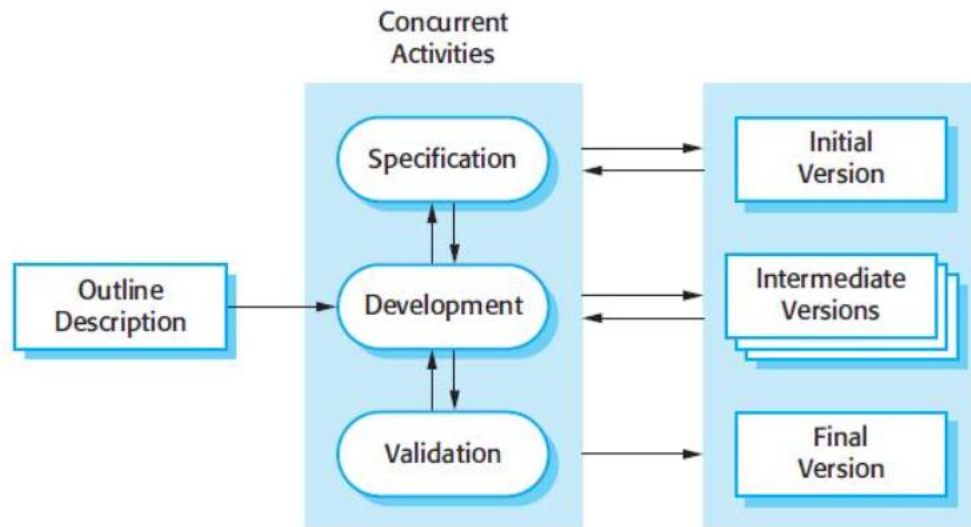 Concurrent
Activities
Specification
Initial
Version
Outline
Description
Development
Intermediate
Versions
Validation
Final
Version